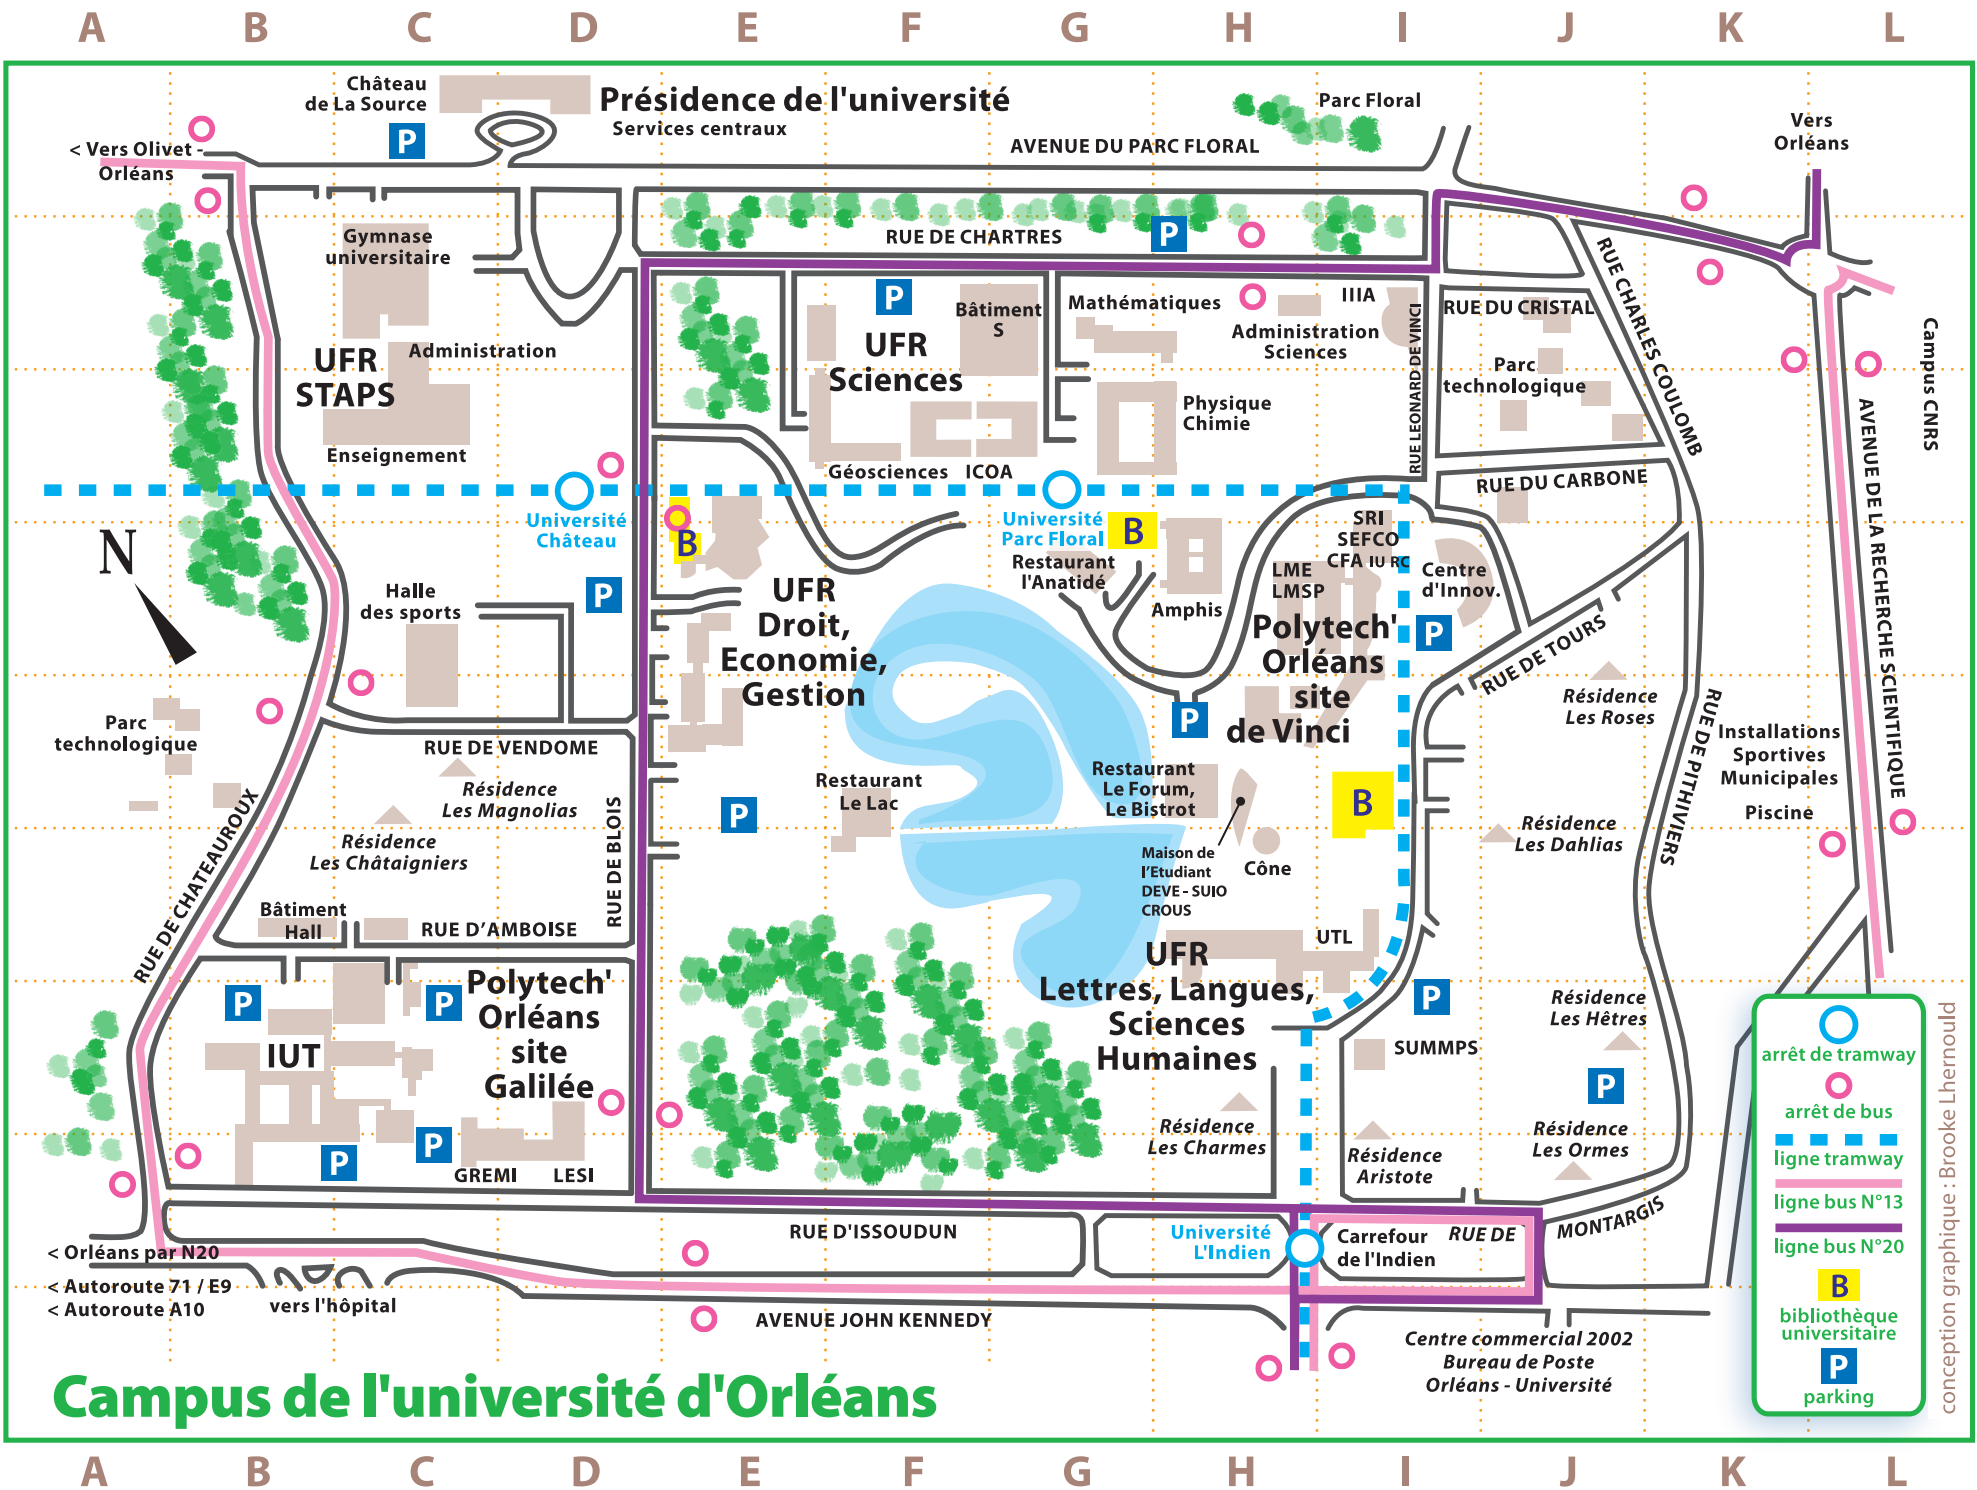 A B C D E F G H I J K L
Château
de La Source
P
Présidence de l'université
Services centraux
Parc Floral
AVENUE DU PARC FLORAL
Vers
Orléans
< Vers Olivet -
Orléans
Gymnase
universitaire
RUE DE CHARTRES
P
P
Bâtiment
S
Mathématiques
IIIA
Administration
Sciences
RUE LEONARD DE VINCI
RUE DU CRISTAL
RUE CHARLES COULOMB
Campus CNRS
UFR
STAPS
Administration
UFR
Sciences
Parc
technologique
Physique
Chimie
Enseignement
Géosciences
ICOA
RUE DU CARBONE
AVENUE DE LA RECHERCHE SCIENTIFIQUE
Université
Château
B
Université
Parc Floral
B
SRI
SEFCO
CFA IU RC
N
Restaurant
l'Anatidé
LME
LMSP
Centre
d'Innov.
Halle
des sports
P
UFR
Droit,
Economie,
Gestion
Amphis
Polytech'
Orléans
site
de Vinci
P
RUE DE TOURS
Résidence
Les Roses
RUE DE PITHIVIERS
Parc
technologique
P
Installations
Sportives
Municipales
Piscine
RUE DE VENDOME
Résidence
Les Magnolias
Restaurant
Le Lac
Restaurant
Le Forum,
Le Bistrot
B
P
RUE DE CHATEAUROUX
Résidence
Les Châtaigniers
RUE DE BLOIS
Maison de
l'Etudiant
DEVE - SUIO
CROUS
Cône
Résidence
Les Dahlias
Bâtiment
Hall
RUE D'AMBOISE
UFR
Lettres, Langues,
Sciences
Humaines
UTL
P
P
Polytech'
Orléans
site
Galilée
P
Résidence
Les Hêtres
IUT
SUMMPS
P
Résidence
Les Charmes
Résidence
Les Ormes
P
P
GREMI
LESI
Résidence
Aristote
RUE D'ISSOUDUN
Université
L'Indien
Carrefour
de l'Indien
RUE DE
MONTARGIS
< Orléans par N20
< Autoroute 71 / E9
< Autoroute A10
vers l'hôpital
AVENUE JOHN KENNEDY
Centre commercial 2002
Bureau de Poste
Orléans - Université
arrêt de tramway
arrêt de bus
ligne tramway
ligne bus N°13
ligne bus N°20
B
bibliothèque
universitaire
P
parking
conception graphique : Brooke Lhernould
Campus de l'université d'Orléans
A B C D E F G H I J K L